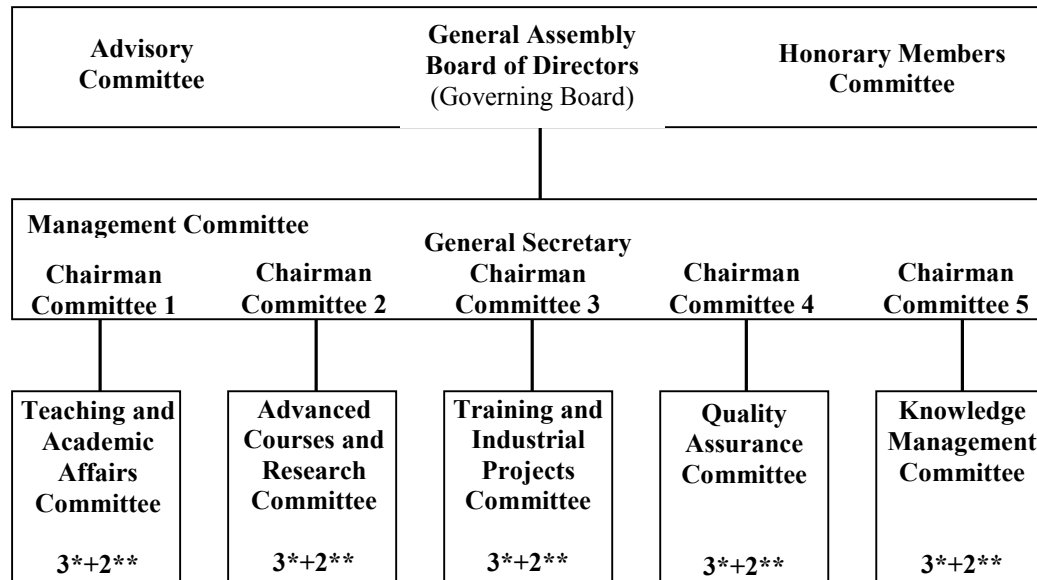 Advisory
Committee
General Assembly
Board of Directors
(Governing Board)
Honorary Members
Committee
Management Committee
General Secretary
Chairman
Committee 1
Chairman
Committee 2
Chairman
Committee 3
Chairman
Committee 4
Chairman
Committee 5
Teaching and
Academic
Affairs
Committee
3*+2**
Advanced
Courses and
Research
Committee
3*+2**
Training and
Industrial
Projects
Committee
3*+2**
Quality
Assurance
Committee
3*+2**
Knowledge
Management
Committee
3*+2**